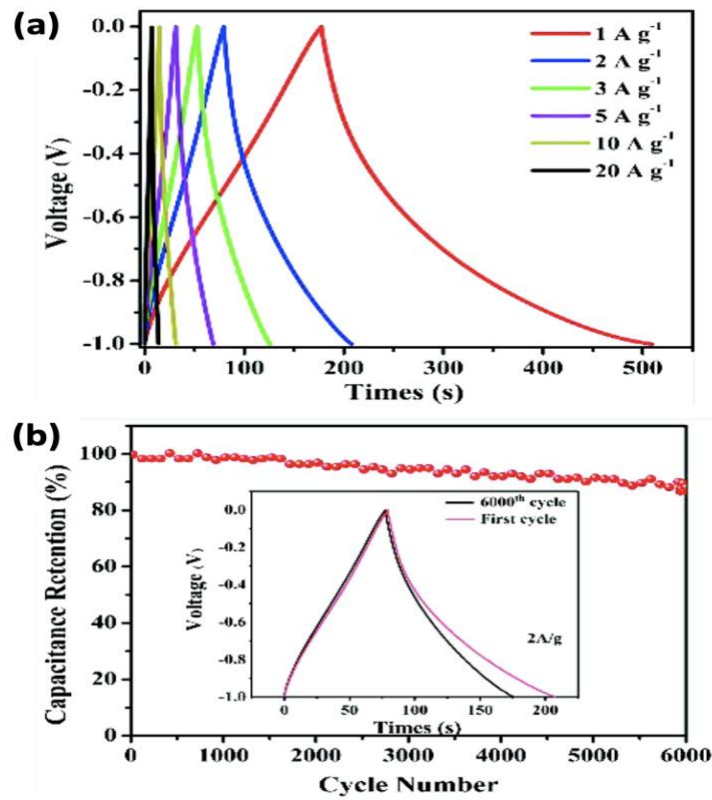 (a)
0.0
-0.2
-0.4
-0.6
-0.8
-1.0
Voltage (V)
1 A g⁻¹
2 A g⁻¹
3 A g⁻¹
5 A g⁻¹
10 A g⁻¹
20 A g⁻¹
0 100 200 300 400 500
Times (s)
(b)
100
80
60
40
20
0
Capacitance Retention (%)
0.0
-0.2
-0.4
-0.6
-0.8
-1.0
Voltage (V)
6000ᵗʰ cycle
First cycle
2A/g
0 50 100 150 200
Times (s)
0 1000 2000 3000 4000 5000 6000
Cycle Number